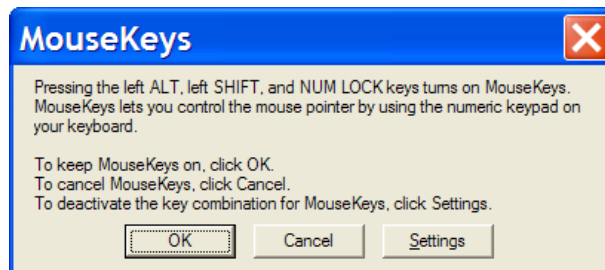 MouseKeys
Pressing the left ALT, left SHIFT, and NUM LOCK keys turns on MouseKeys.
MouseKeys lets you control the mouse pointer by using the numeric keypad on
your keyboard.
To keep MouseKeys on, click OK.
To cancel MouseKeys, click Cancel.
To deactivate the key combination for MouseKeys, click Settings.
OK Cancel Settings